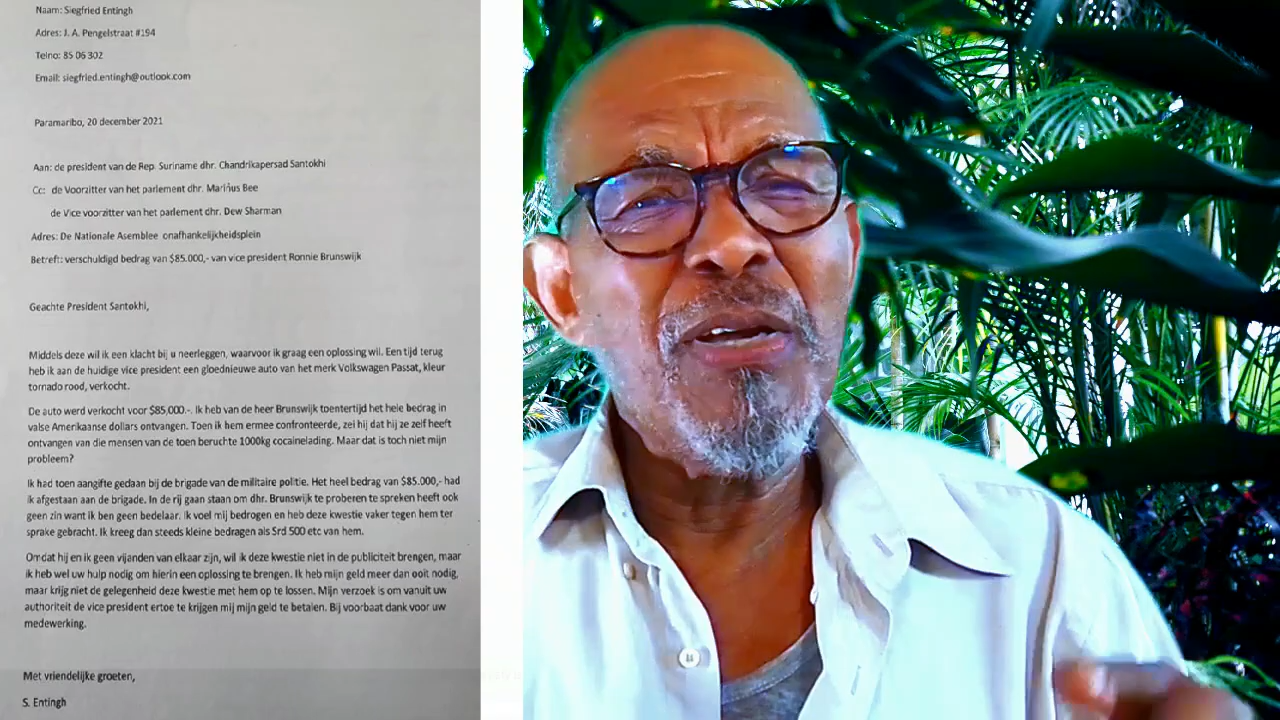 Naam: Siegfried Entingh
Adres: J. A. Pengelstraat #194
Telno: 85 06 302
Email: siegfried.entingh@outlook.com
Paramaribo, 20 december 2021
Aan: de president van de Rep. Suriname dhr. Chandrikapersad Santokhi
Cc: de Voorzitter van het parlement dhr. Marinus Bee
de Vice voorzitter van het parlement dhr. Dew Sharman
Adres: De Nationale Asemblee onafhankelijkheidsplein
Betreft: verschuldigd bedrag van $85.000,- van vice president Ronnie Brunswijk
Geachte President Santokhi,
Middels deze wil ik een klacht bij u neerleggen, waarvoor ik graag een oplossing wil. Een tijd terug
heb ik aan de huidige vice president een gloednieuwe auto van het merk Volkswagen Passat, kleur
tornado rood, verkocht.
De auto werd verkocht voor $85,000.-. Ik heb van de heer Brunswijk toentertijd het hele bedrag in
valse Amerikaanse dollars ontvangen. Toen ik hem ermee confronteerde, zei hij dat hij ze zelf heeft
ontvangen van die mensen van de toen beruchte 1000kg cocainelading. Maar dat is toch niet mijn
probleem?
Ik had toen aangifte gedaan bij de brigade van de militaire politie. Het heel bedrag van $85.000,- had
ik afgestaan aan de brigade. In de rij gaan staan om dhr. Brunswijk te proberen te spreken heeft ook
geen zin want ik ben geen bedelaar. Ik voel mij bedrogen en heb deze kwestie vaker tegen hem ter
sprake gebracht. Ik kreeg dan steeds kleine bedragen als Srd 500 etc van hem.
Omdat hij en ik geen vijanden van elkaar zijn, wil ik deze kwestie niet in de publiciteit brengen, maar
ik heb wel uw hulp nodig om hierin een oplossing te brengen. Ik heb mijn geld meer dan ooit nodig,
maar krijg niet de gelegenheid deze kwestie met hem op te lossen. Mijn verzoek is om vanuit uw
authoriteit de vice president ertoe te krijgen mij mijn geld te betalen. Bij voorbaat dank voor uw
medewerking.
Met vriendelijke groeten,
S. Entingh